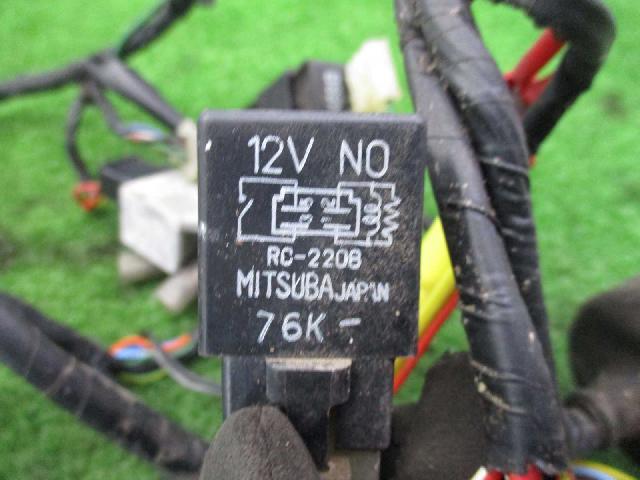 12V NO
RC-2208
MITSUBA JAPAN
76K-